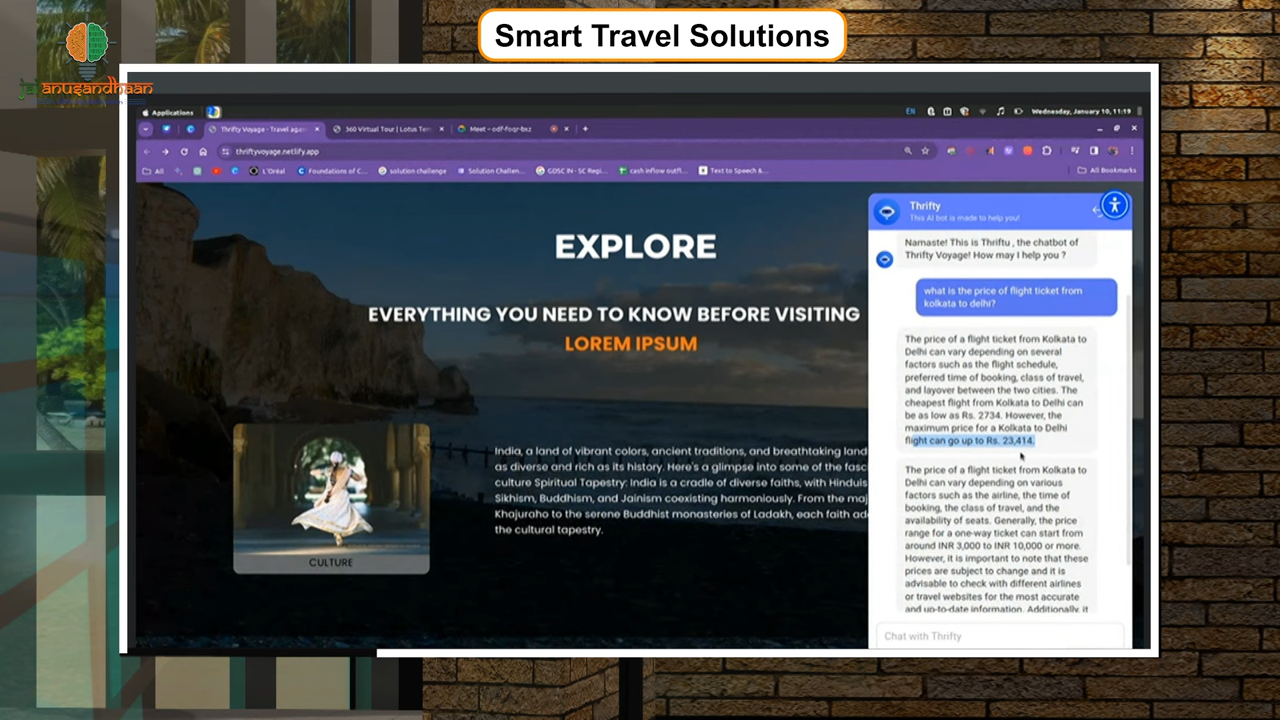 Smart Travel Solutions
anusandhaan
Applications
EN
Wednesday, January 10, 11:19
Thrifty Voyage - Travel again
360 Virtual Tour | Lotus Tem
Meet – odf-foqr-bxz
thriftyvoyage.netlify.app
All
L'Oréal
Foundations of C...
solution challenge
Solution Challen...
GDSC IN - SC Regi...
cash inflow outfl...
Text to Speech &...
All Bookmarks
EXPLORE
EVERYTHING YOU NEED TO KNOW BEFORE VISITING
LOREM IPSUM
CULTURE
India, a land of vibrant colors, ancient traditions, and breathtaking land
as diverse and rich as its history. Here's a glimpse into some of the fasc
culture Spiritual Tapestry: India is a cradle of diverse faiths, with Hinduis
Sikhism, Buddhism, and Jainism coexisting harmoniously. From the maj
Khajuraho to the serene Buddhist monasteries of Ladakh, each faith ad
the cultural tapestry.
Thrifty
This AI bot is made to help you!
Namaste! This is Thriftu , the chatbot of
Thrifty Voyage! How may I help you ?
what is the price of flight ticket from
kolkata to delhi?
The price of a flight ticket from Kolkata to
Delhi can vary depending on several
factors such as the flight schedule,
preferred time of booking, class of travel,
and layover between the two cities. The
cheapest flight from Kolkata to Delhi can
be as low as Rs. 2734. However, the
maximum price for a Kolkata to Delhi
flight can go up to Rs. 23,414.
The price of a flight ticket from Kolkata to
Delhi can vary depending on various
factors such as the airline, the time of
booking, the class of travel, and the
availability of seats. Generally, the price
range for a one-way ticket can start from
around INR 3,000 to INR 10,000 or more.
However, it is important to note that these
prices are subject to change and it is
advisable to check with different airlines
or travel websites for the most accurate
and up-to-date information. Additionally, it
Chat with Thrifty